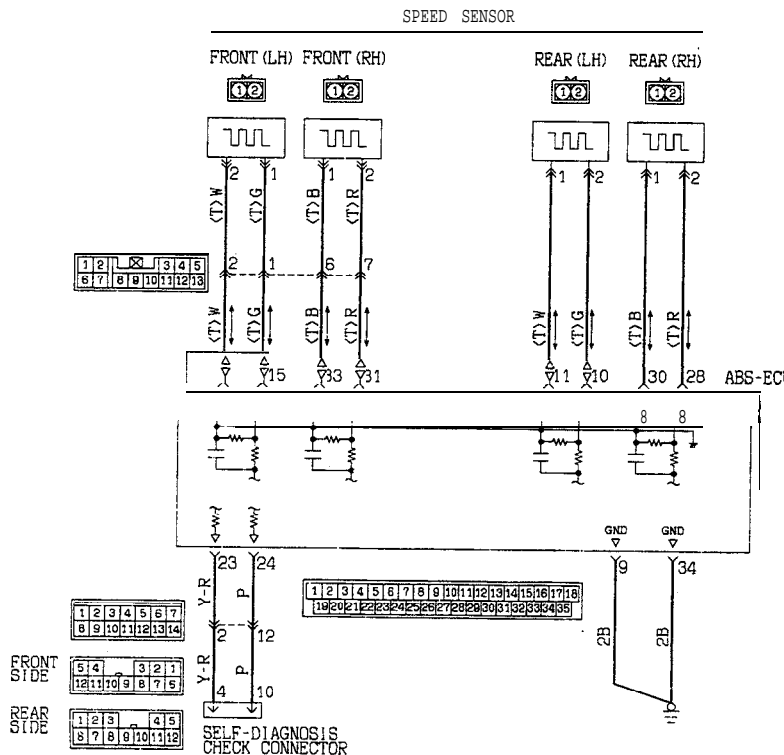 SPEED SENSOR
FRONT (LH) FRONT (RH) REAR (LH) REAR (RH)
1 2 1 2 1 2 1 2
2 1 1 2 1 2 1 2
<T>W <T>G <T>B <T>R
1 2 3 4 5
6 7 8 9 10 11 12 13
2 1 6 7
<T>W <T>G <T>B <T>R <T>W <T>G <T>B <T>R
15 33 31 11 10 30 28 ABS-ECU
8 8
GND GND
23 24 9 34
Y-R P
1 2 3 4 5 6 7 8 9 10 11 12 13 14 15 16 17 18
19 20 21 22 23 24 25 26 27 28 29 30 31 32 33 34 35
1 2 3 4 5 6 7
8 9 10 11 12 13 14
2 12
2B 2B
Y-R P
FRONT
SIDE
5 4 3 2 1
12 11 10 9 8 7 6
4 10
REAR
SIDE
1 2 3 4 5
6 7 8 9 10 11 12
SELF-DIAGNOSIS
CHECK CONNECTOR